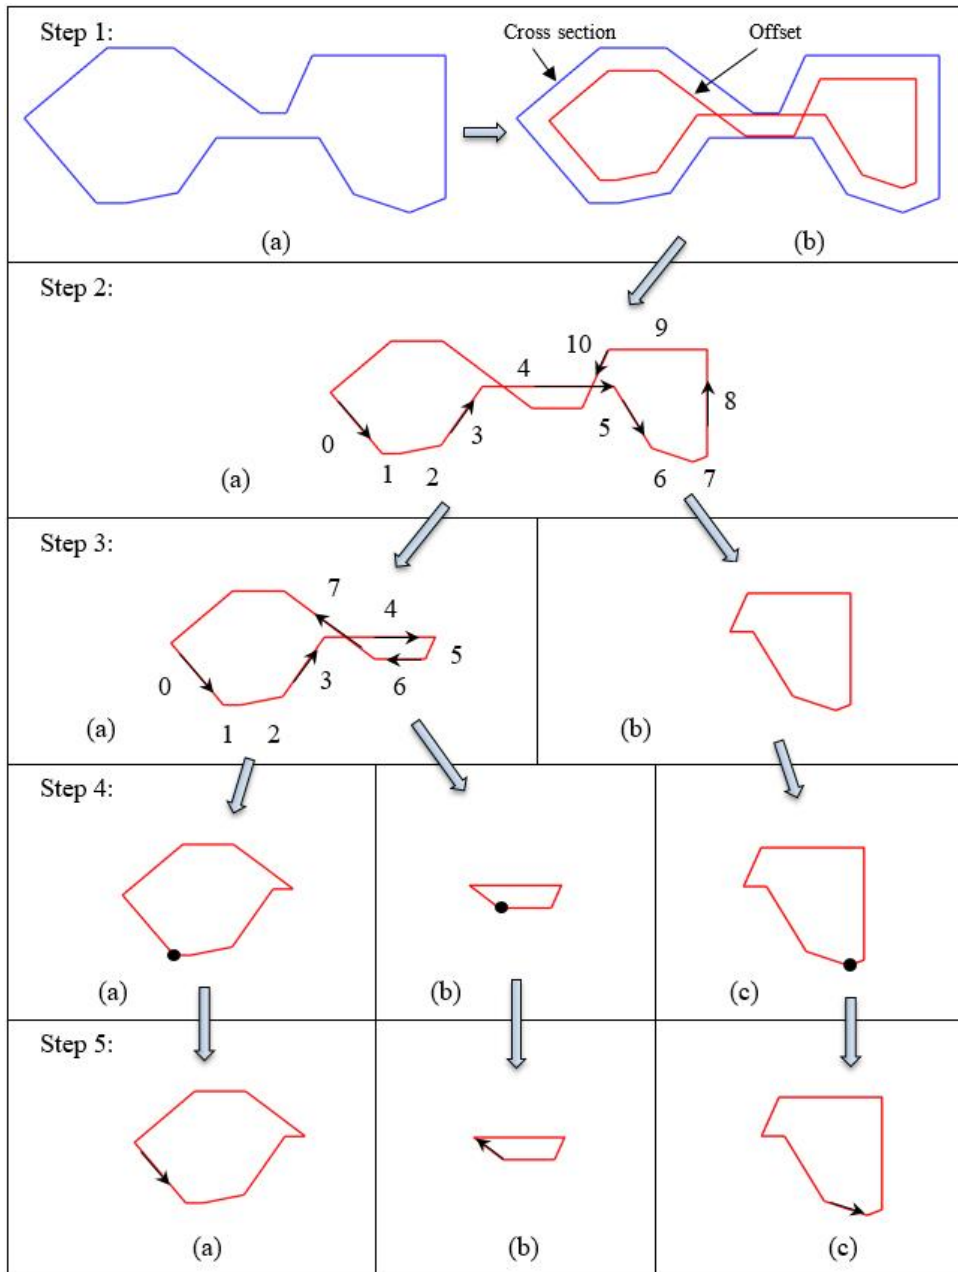 Step 1:
Cross section
Offset
(a)
(b)
Step 2:
9
10
4
8
0
3
5
1
2
6
7
(a)
Step 3:
7
4
5
0
3
6
1
2
(a)
(b)
Step 4:
(a)
(b)
(c)
Step 5:
(a)
(b)
(c)